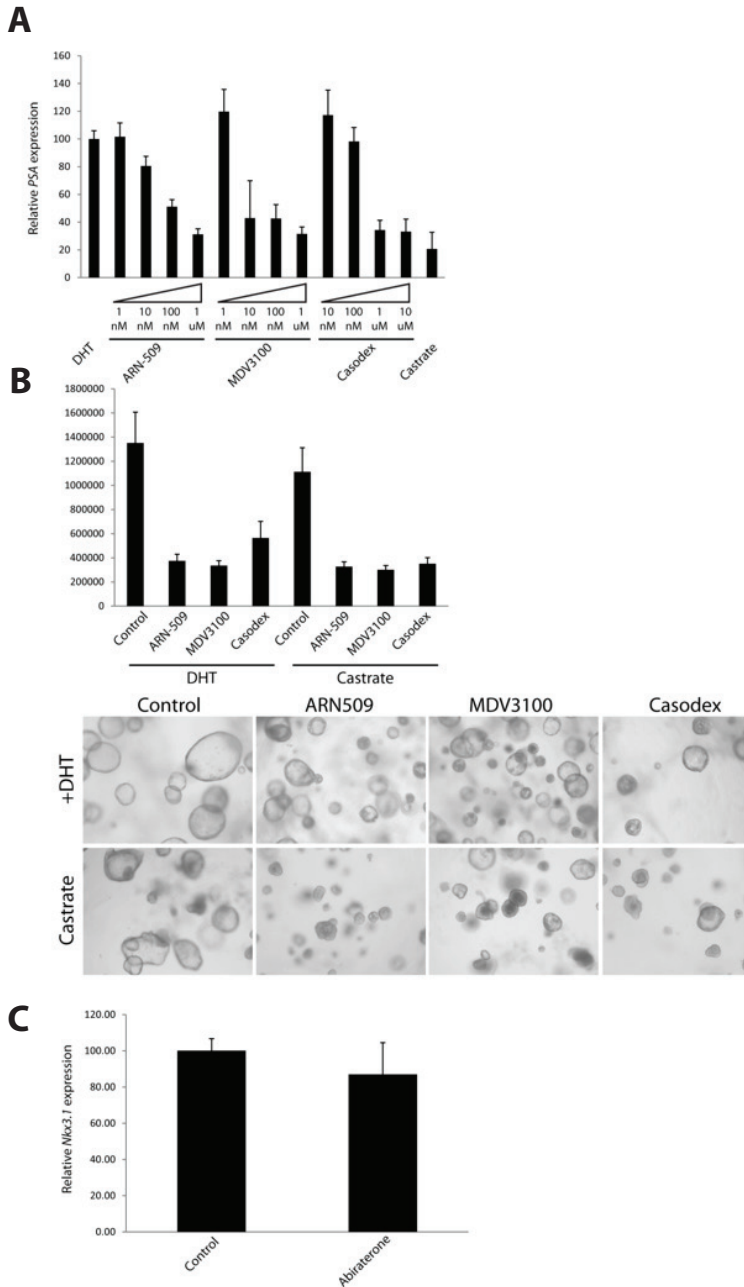 A
Relative PSA expression
160
140
120
100
80
60
40
20
0
1 10 100 1 1 10 100 1 10 100 1 10
nM nM nM uM nM nM nM uM nM nM uM uM
DHT ARN-509 MDV3100 Casodex Castrate
B
1800000
1600000
1400000
1200000
1000000
800000
600000
400000
200000
0
Control ARN-509 MDV3100 Casodex Control ARN-509 MDV3100 Casodex
DHT Castrate
Control ARN509 MDV3100 Casodex
+DHT
Castrate
C
Relative Nkx3.1 expression
120.00
100.00
80.00
60.00
40.00
20.00
0.00
Control Abiraterone